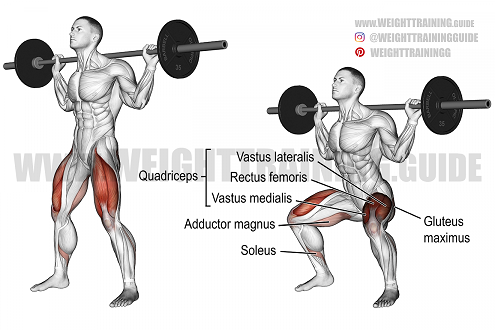 WWW.WEIGHTTRAINING.GUIDE
@WEIGHTTRAININGGUIDE
WEIGHTTRAININGG
WWW.WEIGHTTRAINING.GUIDE
Quadriceps
Vastus lateralis
Rectus femoris
Vastus medialis
Adductor magnus
Soleus
Gluteus
maximus